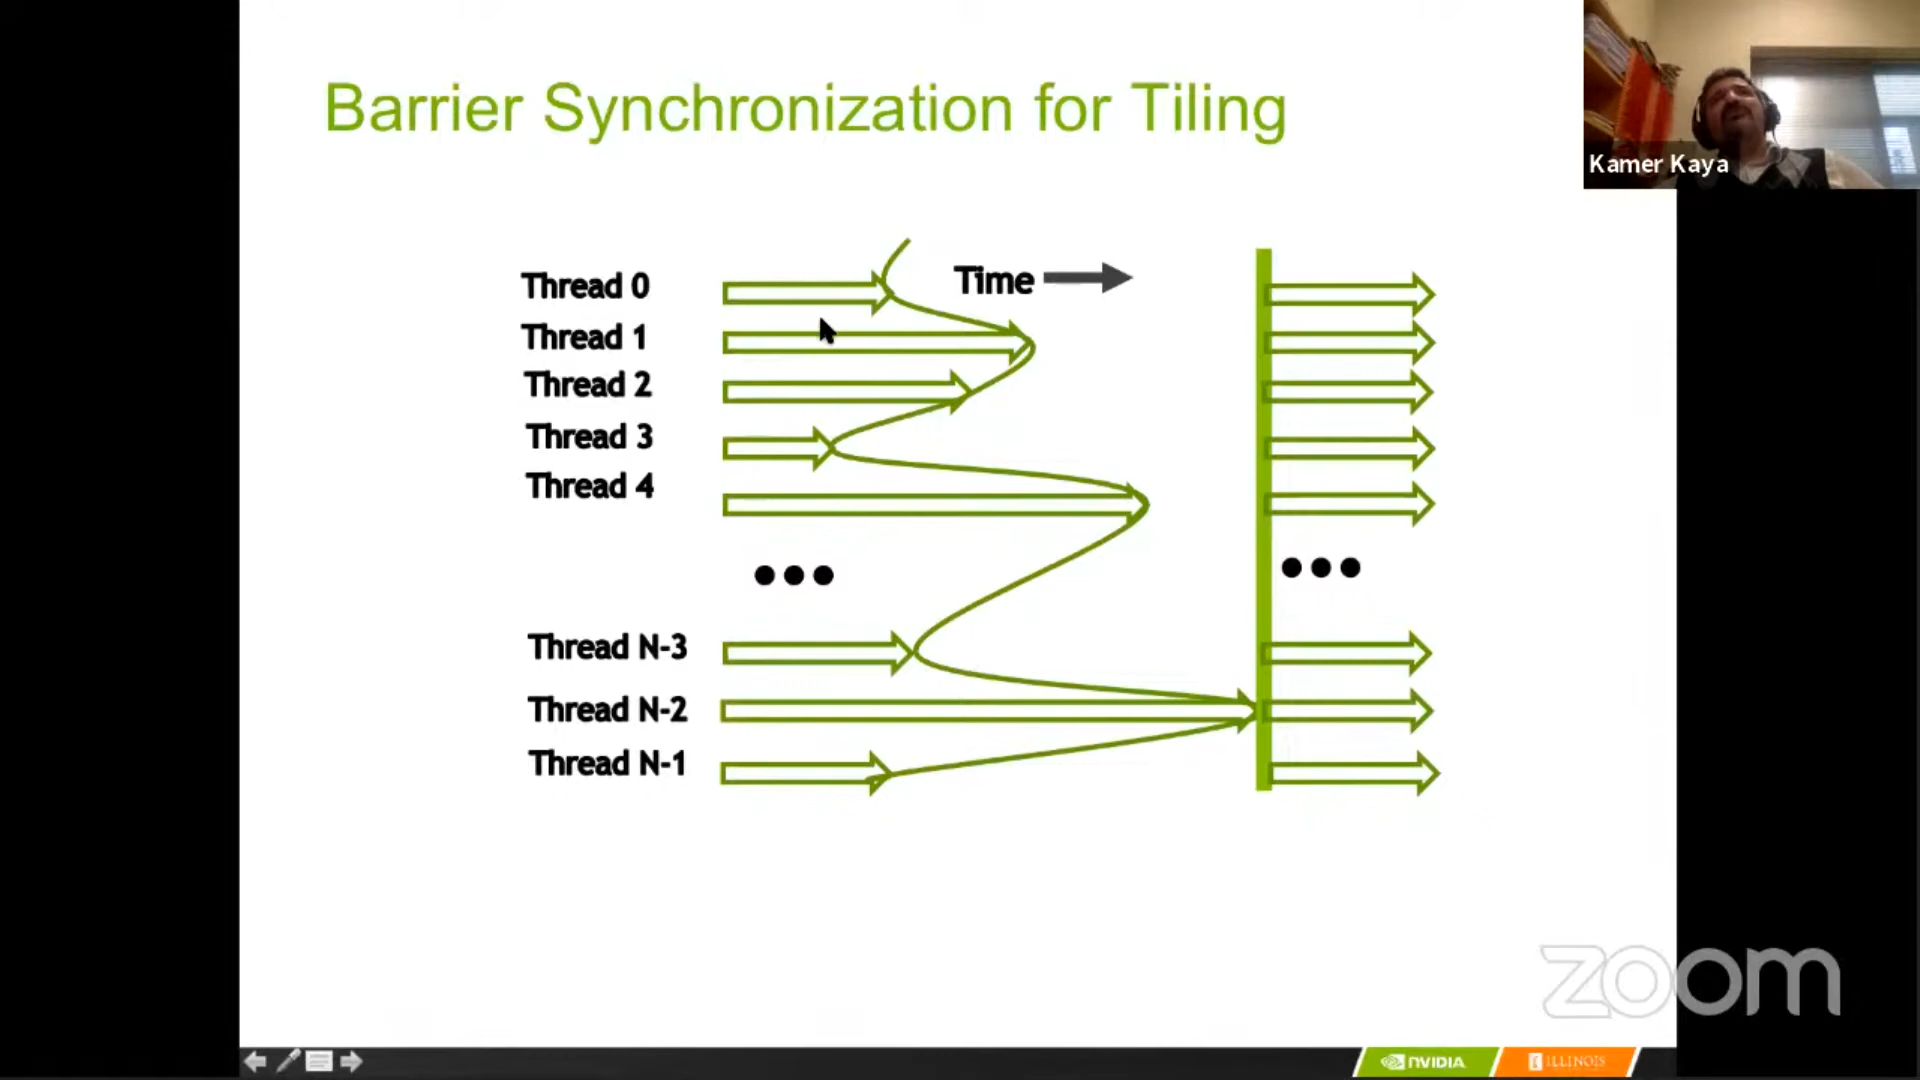 Barrier Synchronization for Tiling
Kamer Kaya
Time
Thread 0
Thread 1
Thread 2
Thread 3
Thread 4
Thread N-3
Thread N-2
Thread N-1
zoom
NVIDIA
I ILLINOIS